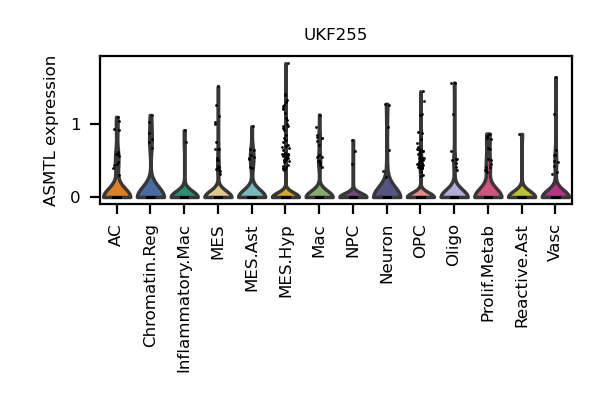 UKF255
ASMTL expression
1
0
AC
Chromatin.Reg
Inflammatory.Mac
MES
MES.Ast
MES.Hyp
Mac
NPC
Neuron
OPC
Oligo
Prolif.Metab
Reactive.Ast
Vasc